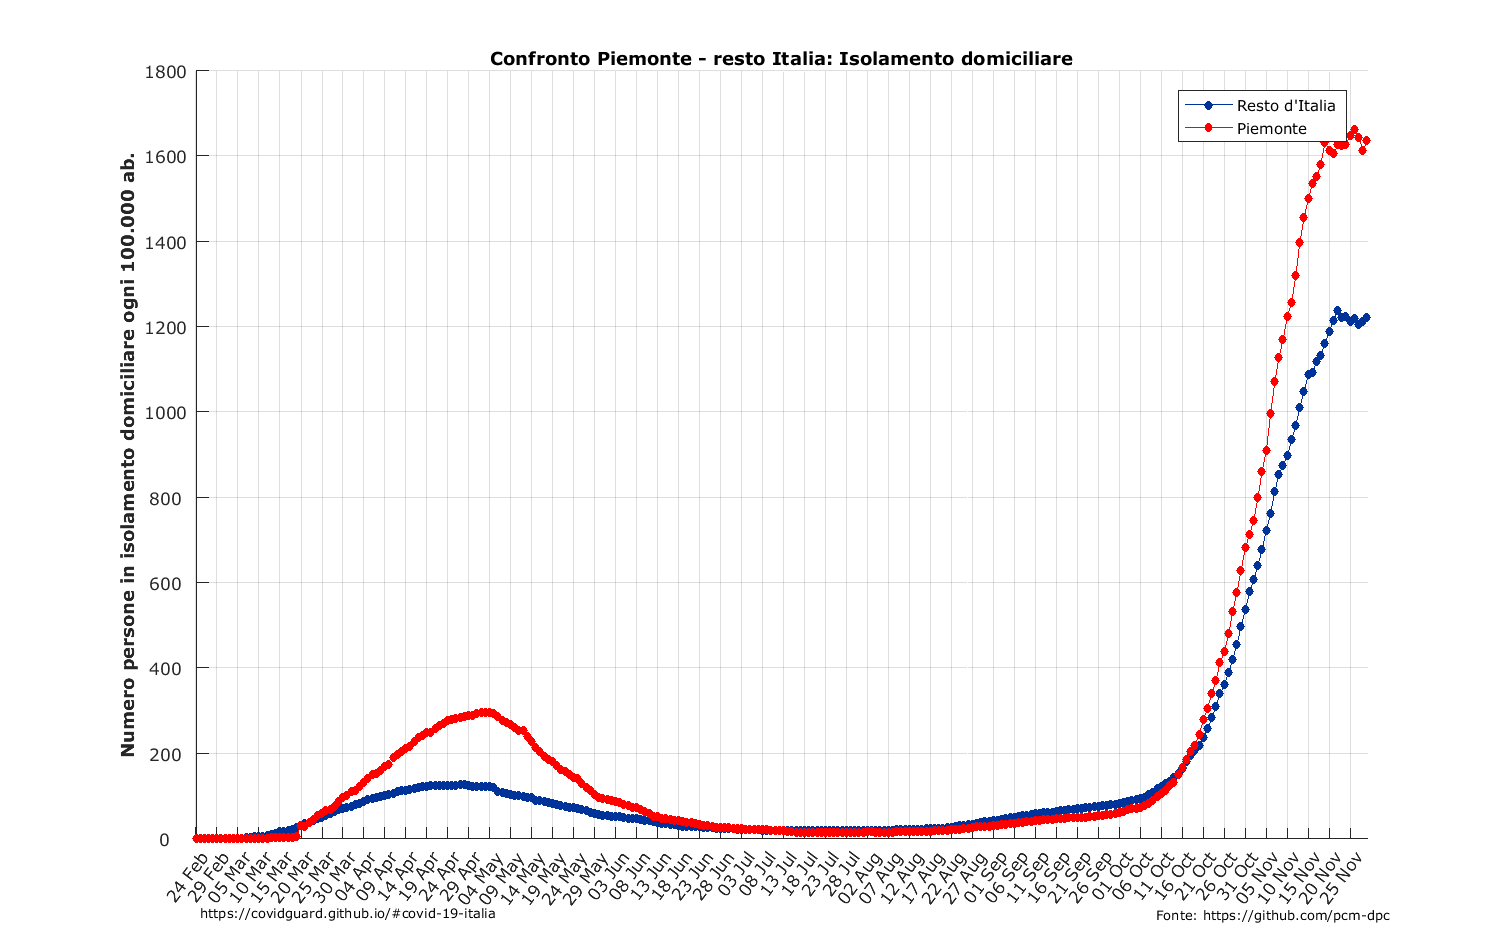 Confronto Piemonte - resto Italia: Isolamento domiciliare
Numero persone in isolamento domiciliare ogni 100.000 ab.
1800
1600
1400
1200
1000
800
600
400
200
0
Resto d'Italia
Piemonte
24 Feb
29 Feb
05 Mar
10 Mar
15 Mar
20 Mar
25 Mar
30 Mar
04 Apr
09 Apr
14 Apr
19 Apr
24 Apr
29 Apr
04 May
09 May
14 May
19 May
24 May
29 May
03 Jun
08 Jun
13 Jun
18 Jun
23 Jun
28 Jun
03 Jul
08 Jul
13 Jul
18 Jul
23 Jul
28 Jul
02 Aug
07 Aug
12 Aug
17 Aug
22 Aug
27 Aug
01 Sep
06 Sep
11 Sep
16 Sep
21 Sep
26 Sep
01 Oct
06 Oct
11 Oct
16 Oct
21 Oct
26 Oct
31 Oct
05 Nov
10 Nov
15 Nov
20 Nov
25 Nov
https://covidguard.github.io/#covid-19-italia
Fonte: https://github.com/pcm-dpc